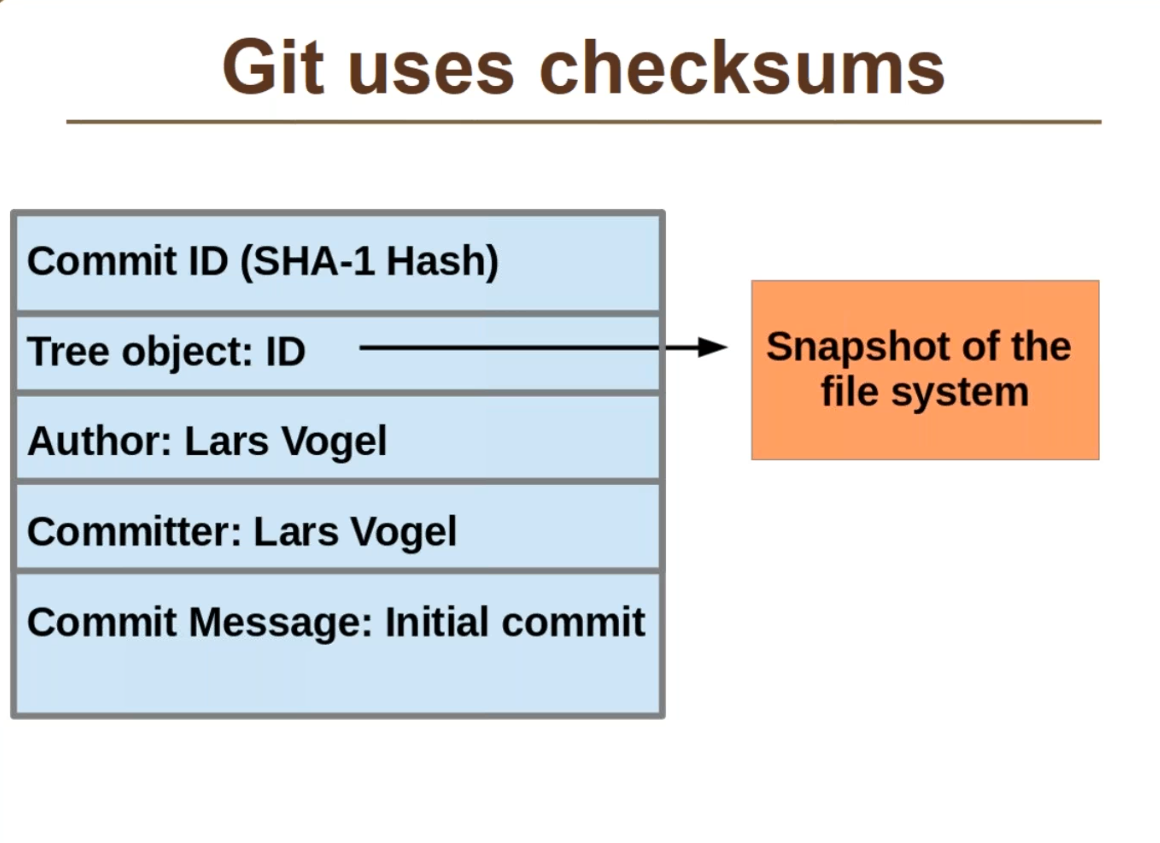 Git uses checksums
Commit ID (SHA-1 Hash)
Tree object: ID
Snapshot of the
file system
Author: Lars Vogel
Committer: Lars Vogel
Commit Message: Initial commit